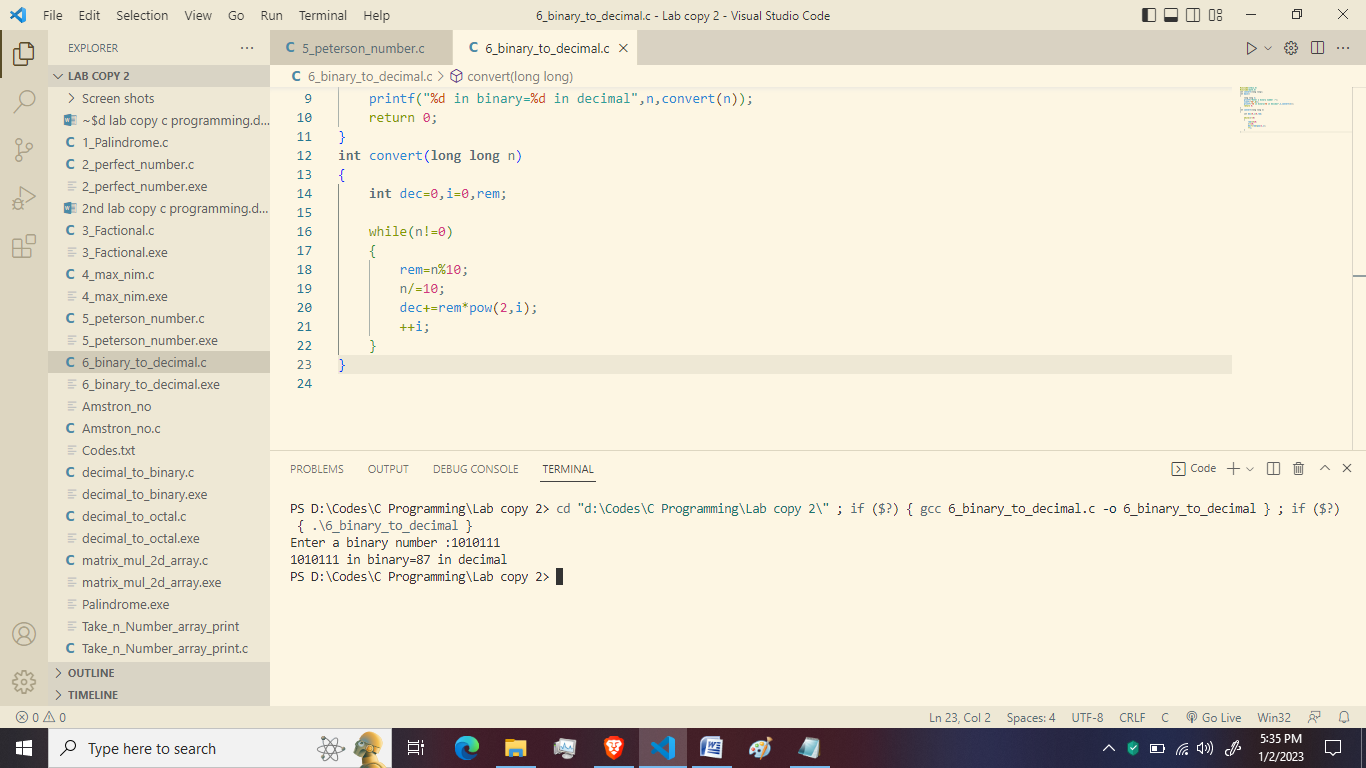 File Edit Selection View Go Run Terminal Help
6_binary_to_decimal.c - Lab copy 2 - Visual Studio Code
EXPLORER
LAB COPY 2
Screen shots
~$d lab copy c programming.d...
1_Palindrome.c
2_perfect_number.c
2_perfect_number.exe
2nd lab copy c programming.d...
3_Factional.c
3_Factional.exe
4_max_nim.c
4_max_nim.exe
5_peterson_number.c
5_peterson_number.exe
6_binary_to_decimal.c
6_binary_to_decimal.exe
Amstron_no
Amstron_no.c
Codes.txt
decimal_to_binary.c
decimal_to_binary.exe
decimal_to_octal.c
decimal_to_octal.exe
matrix_mul_2d_array.c
matrix_mul_2d_array.exe
Palindrome.exe
Take_n_Number_array_print
Take_n_Number_array_print.c
OUTLINE
TIMELINE
5_peterson_number.c 6_binary_to_decimal.c
6_binary_to_decimal.c > convert(long long)
9 printf("%d in binary=%d in decimal",n,convert(n));
10 return 0;
11 }
12 int convert(long long n)
13 {
14 int dec=0,i=0,rem;
15
16 while(n!=0)
17 {
18 rem=n%10;
19 n/=10;
20 dec+=rem*pow(2,i);
21 ++i;
22 }
23 }
24
PROBLEMS OUTPUT DEBUG CONSOLE TERMINAL
Code
PS D:\Codes\C Programming\Lab copy 2> cd "d:\Codes\C Programming\Lab copy 2\" ; if ($?) { gcc 6_binary_to_decimal.c -o 6_binary_to_decimal } ; if ($?)
{ .\6_binary_to_decimal }
Enter a binary number :1010111
1010111 in binary=87 in decimal
PS D:\Codes\C Programming\Lab copy 2>
0 0
Ln 23, Col 2 Spaces: 4 UTF-8 CRLF C Go Live Win32
Type here to search
5:35 PM
1/2/2023